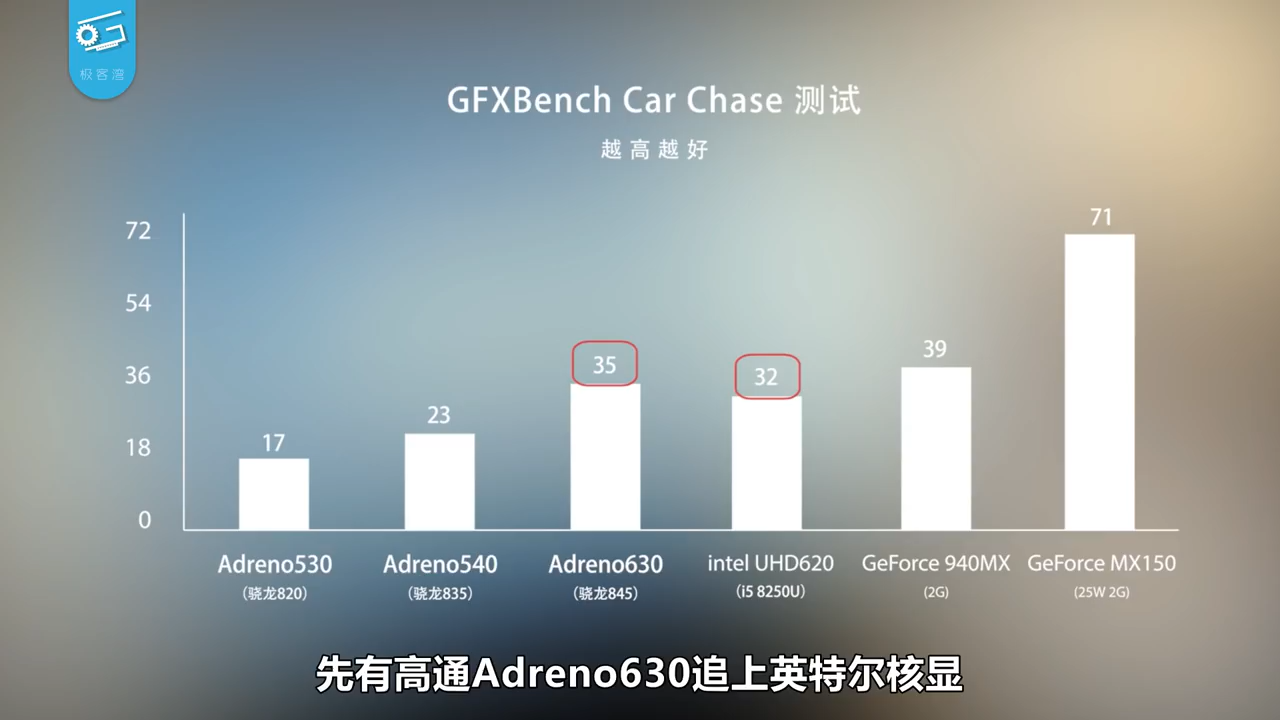 极客湾
GFXBench Car Chase 测试
越高越好
72
54
36
18
0
17
23
35
32
39
71
Adreno530
（骁龙820）
Adreno540
（骁龙835）
Adreno630
（骁龙845）
intel UHD620
（i5 8250U）
GeForce 940MX
(2G)
GeForce MX150
(25W 2G)
先有高通Adreno630追上英特尔核显